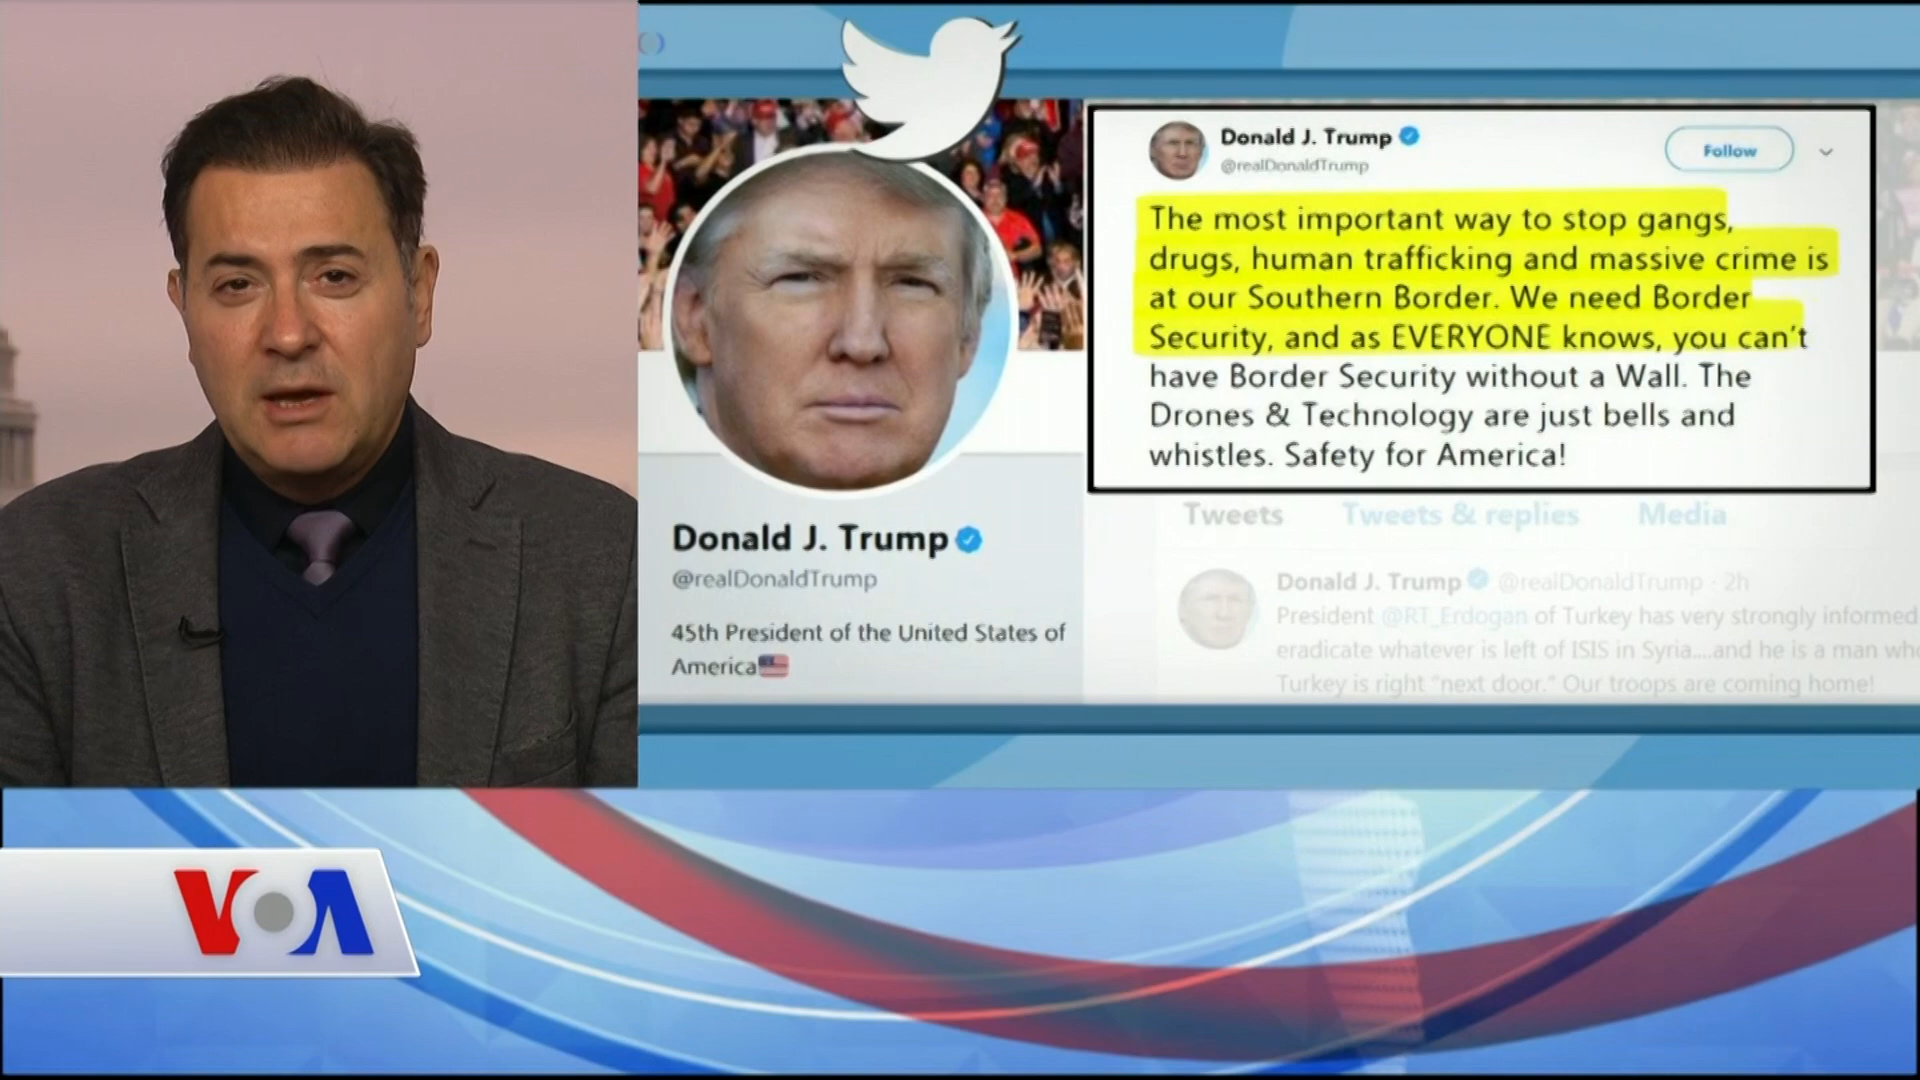 Donald J. Trump
@realDonaldTrump
Follow
The most important way to stop gangs,
drugs, human trafficking and massive crime is
at our Southern Border. We need Border
Security, and as EVERYONE knows, you can't
have Border Security without a Wall. The
Drones & Technology are just bells and
whistles. Safety for America!
Donald J. Trump
@realDonaldTrump
45th President of the United States of
America
Tweets Tweets & replies Media
Donald J. Trump @realDonaldTrump · 2h
President @RT_Erdogan of Turkey has very strongly informed
eradicate whatever is left of ISIS in Syria....and he is a man who
Turkey is right "next door." Our troops are coming home!
VOA